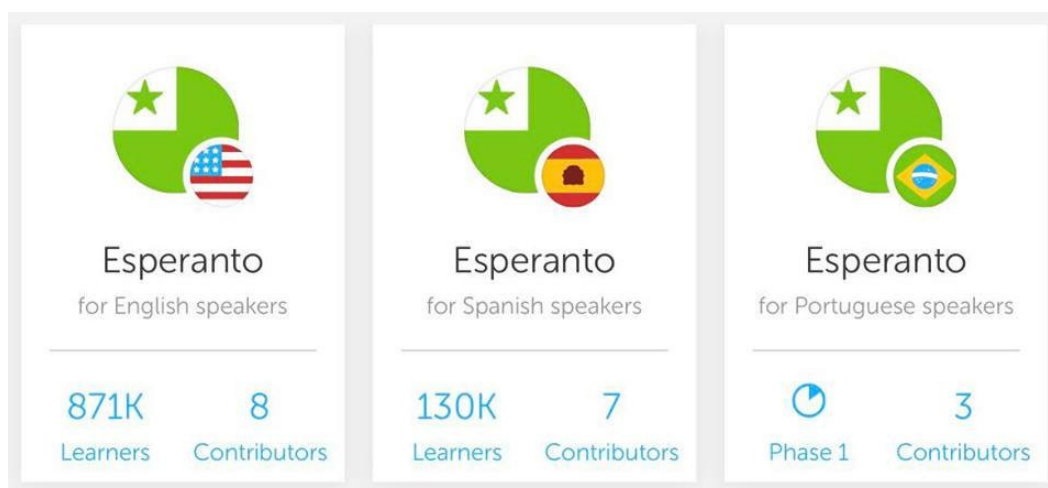 Esperanto
for English speakers
871K
Learners
8
Contributors
Esperanto
for Spanish speakers
130K
Learners
7
Contributors
Esperanto
for Portuguese speakers
Phase 1
3
Contributors